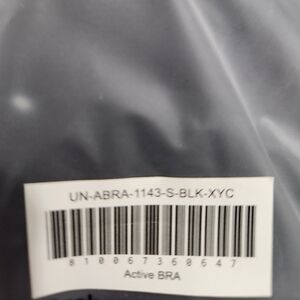 UN-ABRA-1143-S-BLK-XYC
810067360647
Active BRA